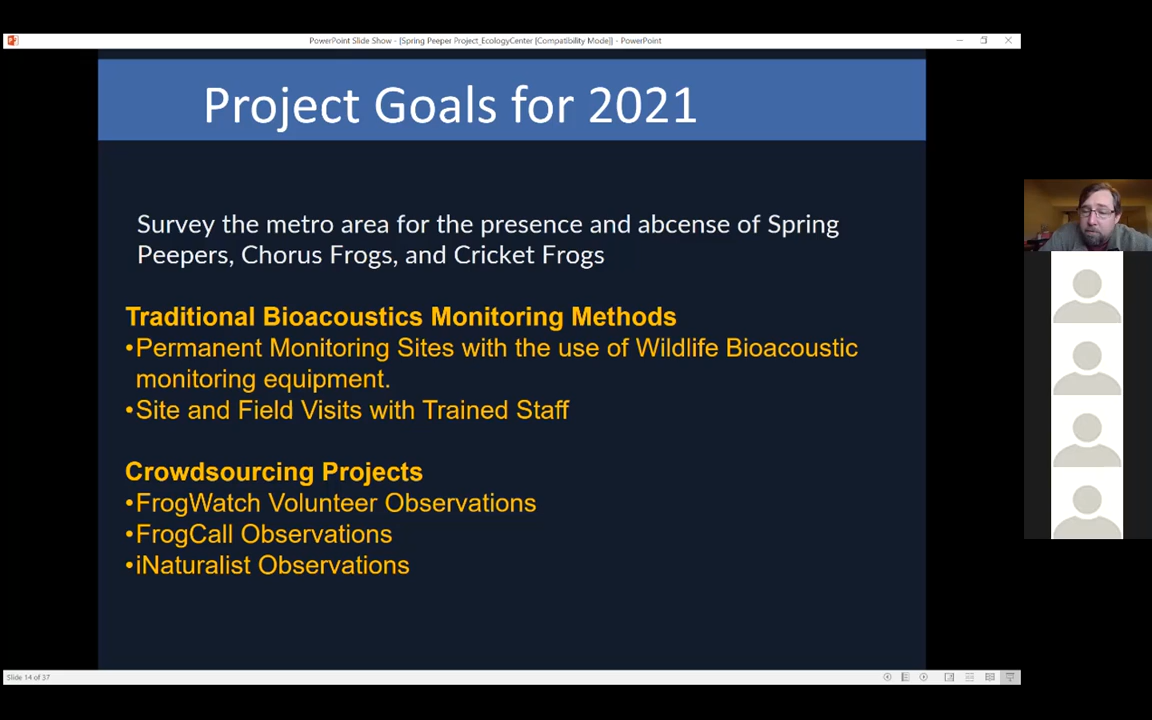 PowerPoint Slide Show - [Spring Peeper Project_EcologyCenter [Compatibility Mode]] - PowerPoint
Project Goals for 2021
Survey the metro area for the presence and abcense of Spring
Peepers, Chorus Frogs, and Cricket Frogs
Traditional Bioacoustics Monitoring Methods
•Permanent Monitoring Sites with the use of Wildlife Bioacoustic
monitoring equipment.
•Site and Field Visits with Trained Staff
Crowdsourcing Projects
•FrogWatch Volunteer Observations
•FrogCall Observations
•iNaturalist Observations
Slide 14 of 37